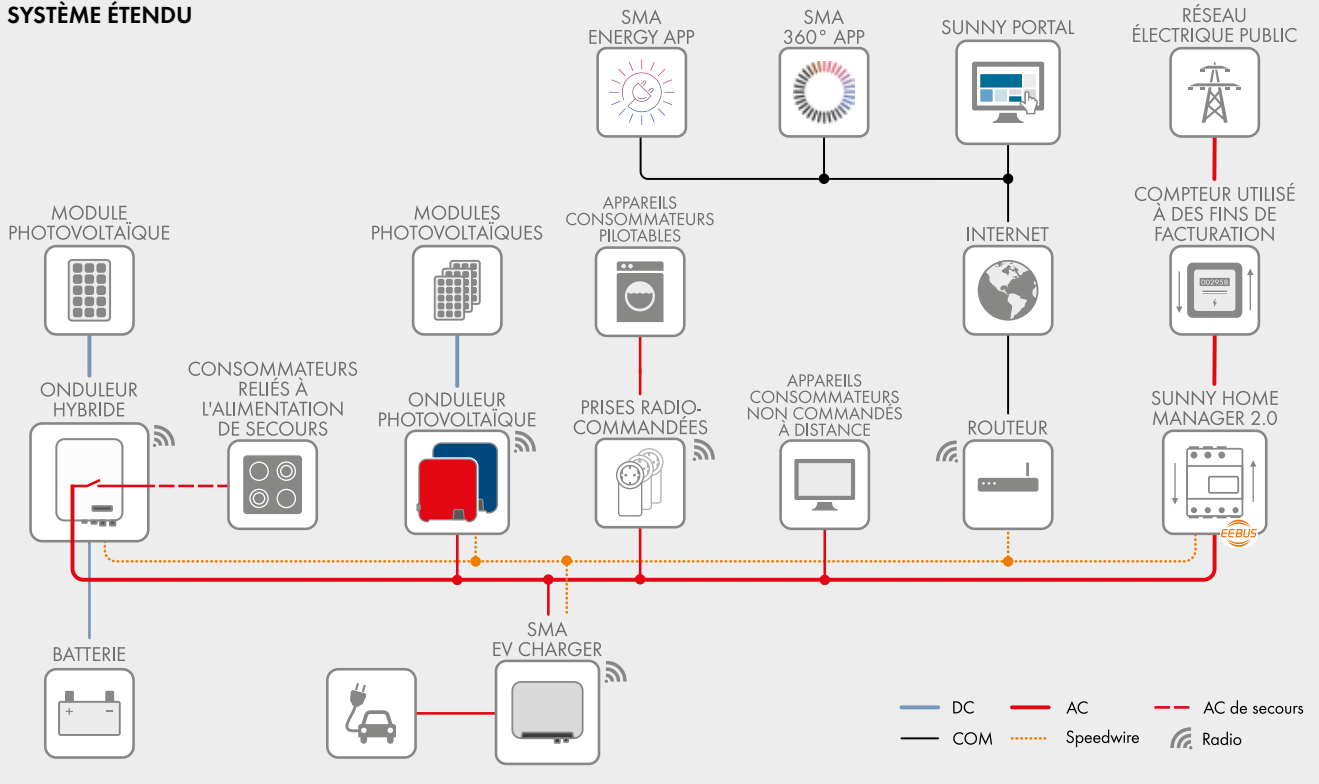 SYSTÈME ÉTENDU
SMA
ENERGY APP
SMA
360° APP
SUNNY PORTAL
RÉSEAU
ÉLECTRIQUE PUBLIC
MODULE
PHOTOVOLTAÏQUE
MODULES
PHOTOVOLTAÏQUES
APPAREILS
CONSOMMATEURS
PILOTABLES
INTERNET
COMPTEUR UTILISÉ
À DES FINS DE
FACTURATION
002958
ONDULEUR
HYBRIDE
CONSOMMATEURS
RELIÉS À
L'ALIMENTATION
DE SECOURS
ONDULEUR
PHOTOVOLTAÏQUE
PRISES RADIO-
COMMANDÉES
APPAREILS
CONSOMMATEURS
NON COMMANDÉS
À DISTANCE
ROUTEUR
SUNNY HOME
MANAGER 2.0
EEBUS
BATTERIE
+ −
SMA
EV CHARGER
DC
AC
AC de secours
COM
Speedwire
Radio